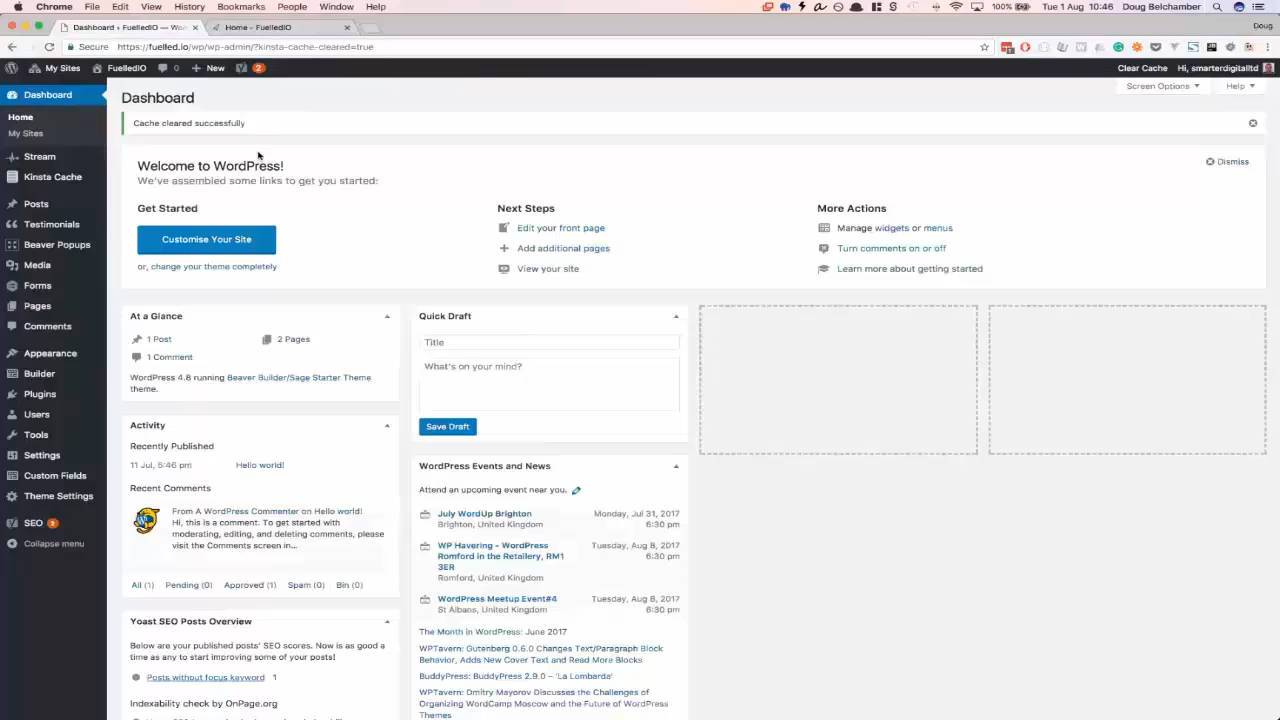 Chrome File Edit View History Bookmarks People Window Help
100% Tue 1 Aug 10:46 Doug Belchamber
Dashboard ‹ FuelledIO — Wor
Home - FuelledIO
Doug
Secure https://fuelled.io/wp/wp-admin/?kinsta-cache-cleared=true
My Sites FuelledIO 0 New 2
Clear Cache Hi, smarterdigitalltd
Dashboard
Home
My Sites
Stream
Kinsta Cache
Posts
Testimonials
Beaver Popups
Media
Forms
Pages
Comments
Appearance
Builder
Plugins
Users
Tools
Settings
Custom Fields
Theme Settings
SEO 2
Collapse menu
Screen Options Help
Dashboard
Cache cleared successfully
Welcome to WordPress!
We've assembled some links to get you started:
Dismiss
Get Started
Customise Your Site
or, change your theme completely
Next Steps
Edit your front page
Add additional pages
View your site
More Actions
Manage widgets or menus
Turn comments on or off
Learn more about getting started
At a Glance
1 Post 2 Pages
1 Comment
WordPress 4.8 running Beaver Builder/Sage Starter Theme
theme.
Activity
Recently Published
11 Jul, 5:46 pm Hello world!
Recent Comments
From A WordPress Commenter on Hello world!
Hi, this is a comment. To get started with
moderating, editing, and deleting comments, please
visit the Comments screen in...
All (1) Pending (0) Approved (1) Spam (0) Bin (0)
Yoast SEO Posts Overview
Below are your published posts' SEO scores. Now is as good a
time as any to start improving some of your posts!
Posts without focus keyword 1
Indexability check by OnPage.org
Quick Draft
Title
What's on your mind?
Save Draft
WordPress Events and News
Attend an upcoming event near you.
July WordUp Brighton Monday, Jul 31, 2017
Brighton, United Kingdom 6:30 pm
WP Havering - WordPress Tuesday, Aug 8, 2017
Romford in the Retailery, RM1 6:30 pm
3ER
Romford, United Kingdom
WordPress Meetup Event#4 Tuesday, Aug 8, 2017
St Albans, United Kingdom 6:30 pm
The Month in WordPress: June 2017
WPTavern: Gutenberg 0.6.0 Changes Text/Paragraph Block
Behavior, Adds New Cover Text and Read More Blocks
BuddyPress: BuddyPress 2.9.0 – 'La Lombarda'
WPTavern: Dmitry Mayorov Discusses the Challenges of
Organizing WordCamp Moscow and the Future of WordPress
Themes